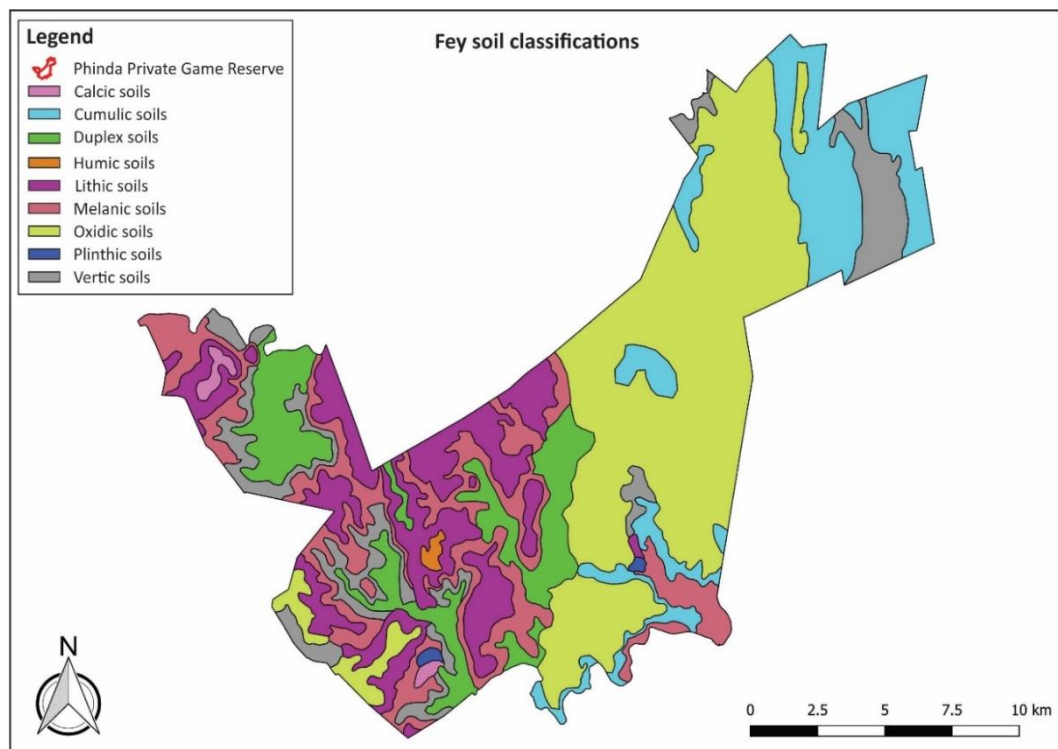 Fey soil classifications
Legend
Phinda Private Game Reserve
Calcic soils
Cumulic soils
Duplex soils
Humic soils
Lithic soils
Melanic soils
Oxidic soils
Plinthic soils
Vertic soils
N
0 2.5 5 7.5 10 km